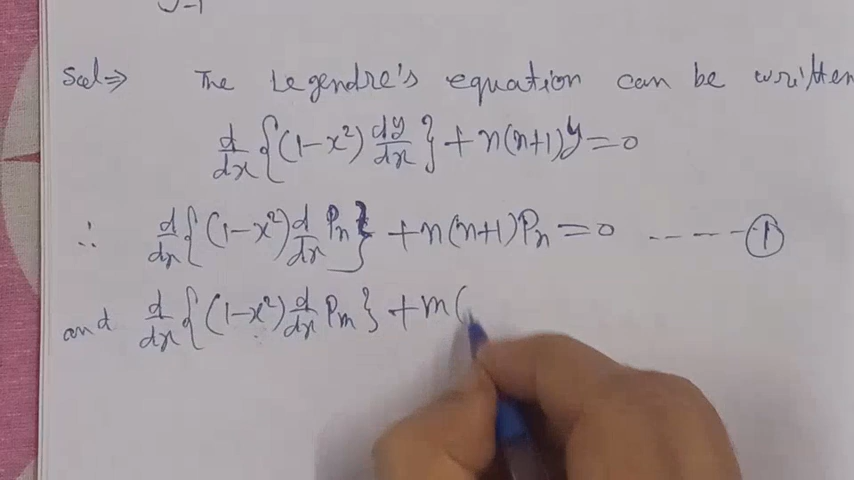 Sol⇒ The Legendre's equation can be written
d/dx {(1-x²) dy/dx} + n(n+1)y = 0
∴ d/dx {(1-x²) d/dx Pₙ} + n(n+1)Pₙ = 0 ----- ①
and d/dx {(1-x²) d/dx Pₘ} + m(